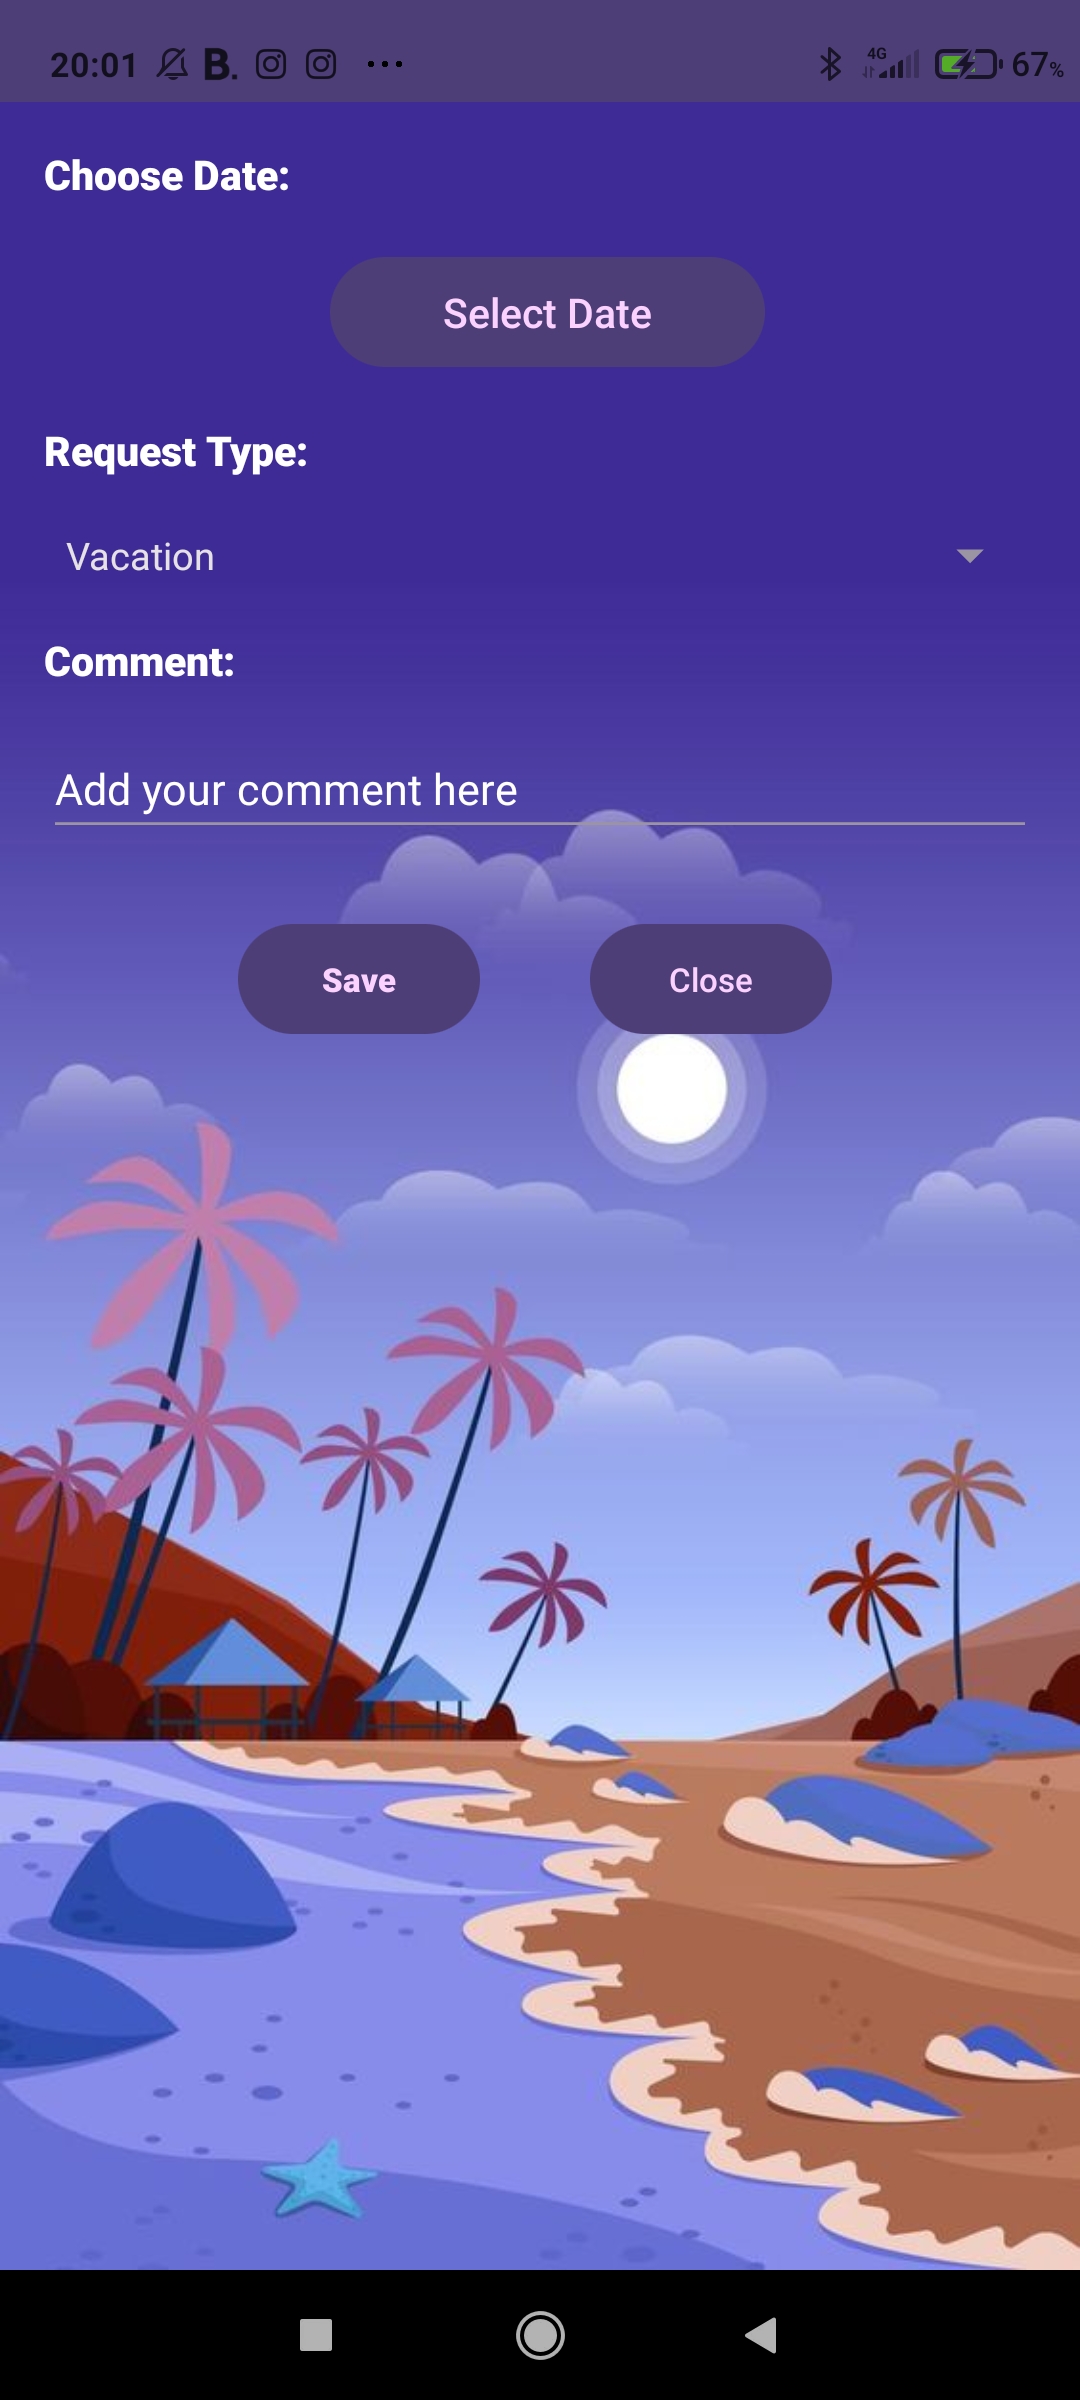 20:01 B. ... 4G 67%
Choose Date:
Select Date
Request Type:
Vacation
Comment:
Add your comment here
Save Close